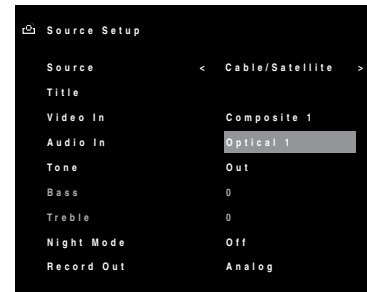 Source Setup
Source < Cable/Satellite >
Title
Video In Composite 1
Audio In Optical 1
Tone Out
Bass 0
Treble 0
Night Mode Off
Record Out Analog